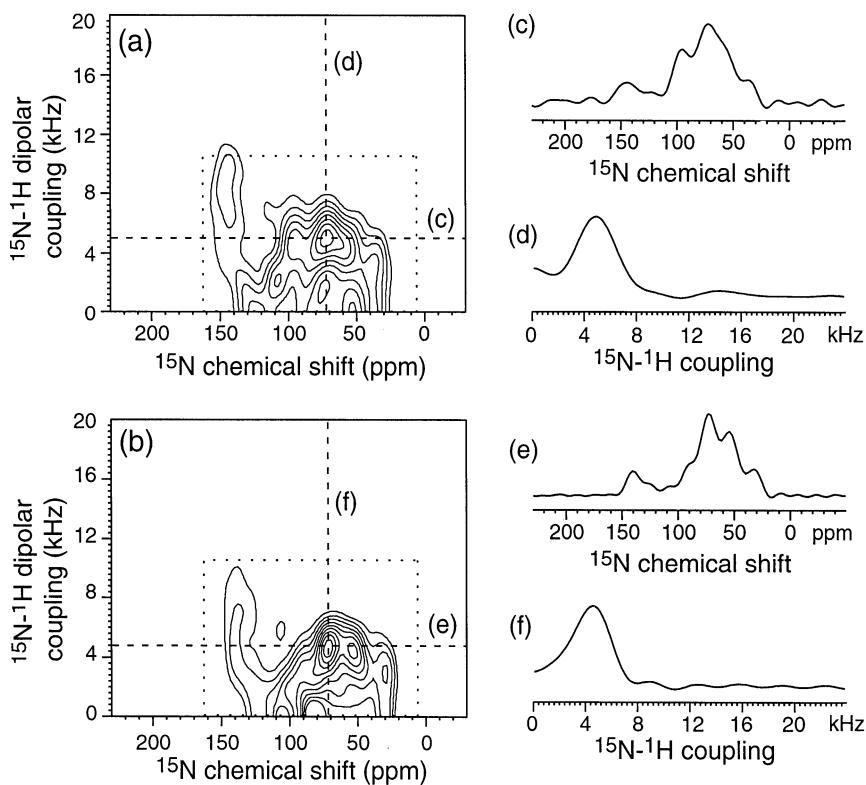 (a)
(d)
(c)
20
16
12
8
4
0
15N-1H dipolar
coupling (kHz)
200 150 100 50 0
15N chemical shift (ppm)
(c)
200 150 100 50 0 ppm
15N chemical shift
(d)
0 4 8 12 16 20 kHz
15N-1H coupling
(b)
(f)
(e)
20
16
12
8
4
0
15N-1H dipolar
coupling (kHz)
200 150 100 50 0
15N chemical shift (ppm)
(e)
200 150 100 50 0 ppm
15N chemical shift
(f)
0 4 8 12 16 20 kHz
15N-1H coupling